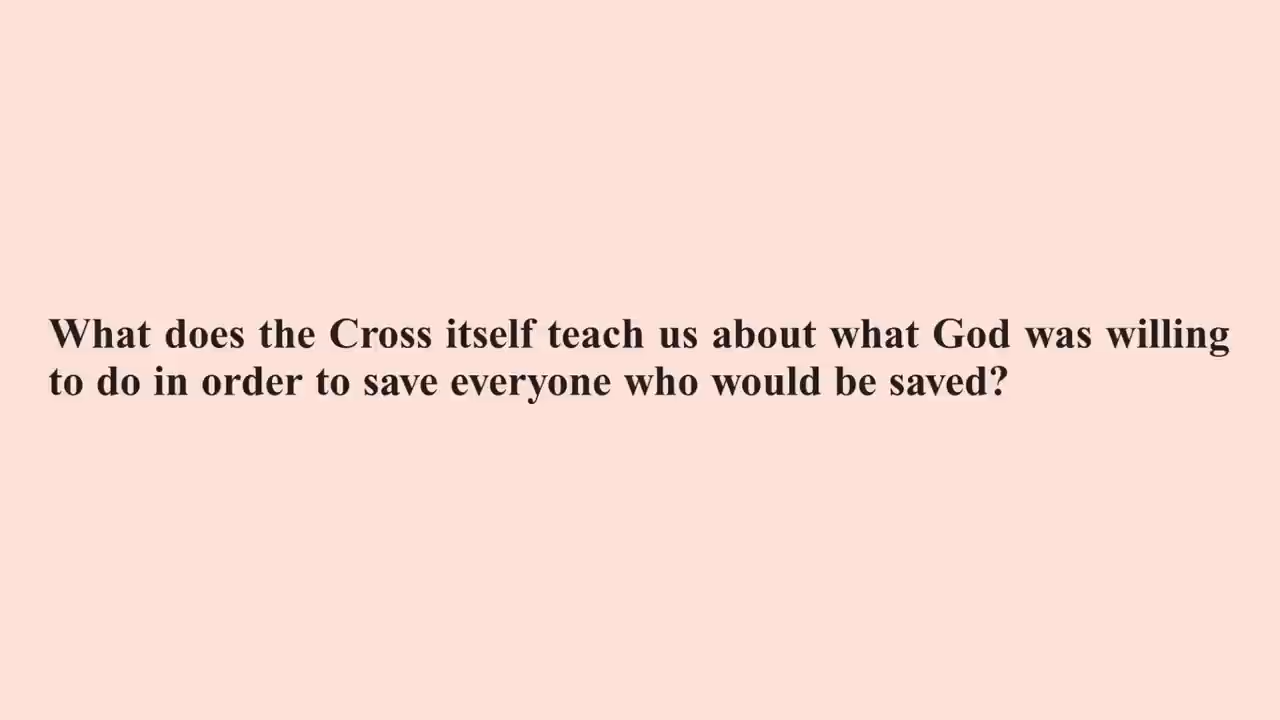 What does the Cross itself teach us about what God was willing
to do in order to save everyone who would be saved?